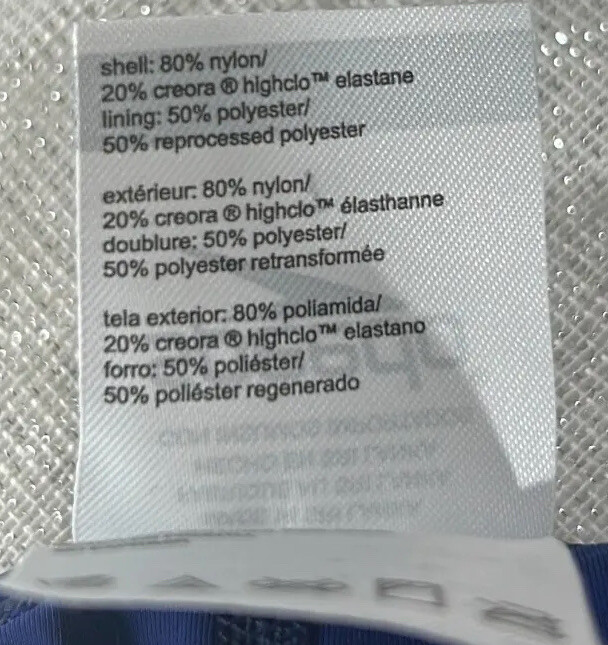 shell: 80% nylon/
20% creora ® highclo™ elastane
lining: 50% polyester/
50% reprocessed polyester
extérieur: 80% nylon/
20% creora ® highclo™ élasthanne
doublure: 50% polyester/
50% polyester retransformée
tela exterior: 80% poliamida/
20% creora ® highclo™ elastano
forro: 50% poliéster/
50% poliéster regenerado